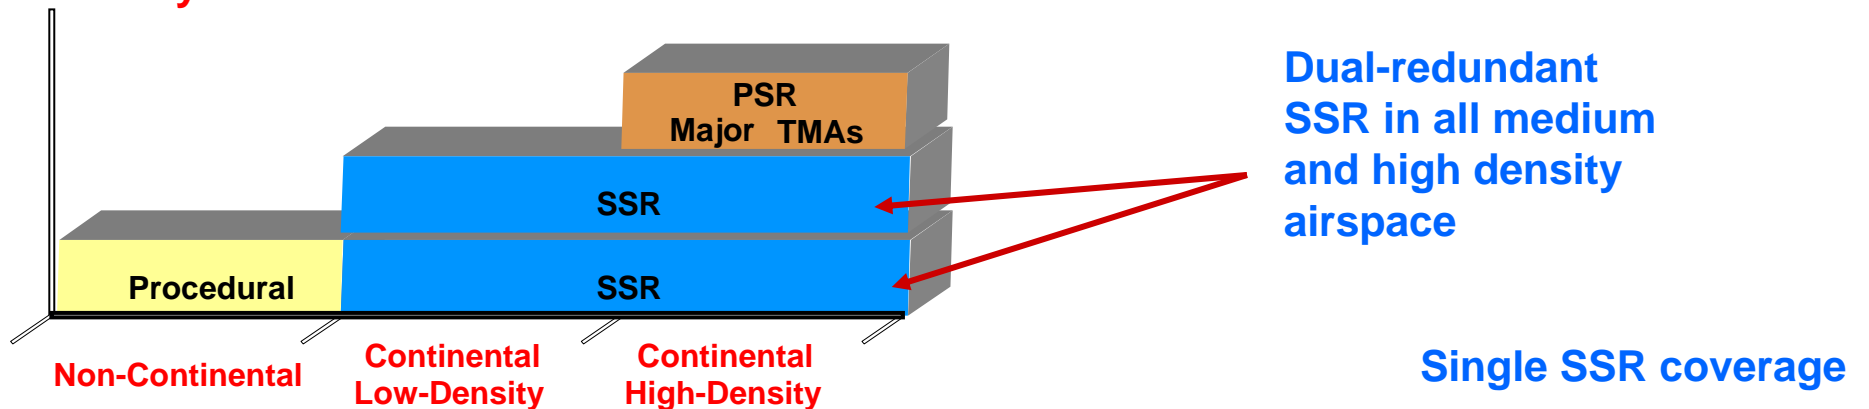 PSR
Major TMAs
SSR
Procedural
SSR
Non-Continental
Continental
Low-Density
Continental
High-Density
Dual-redundant
SSR in all medium
and high density
airspace
Single SSR coverage